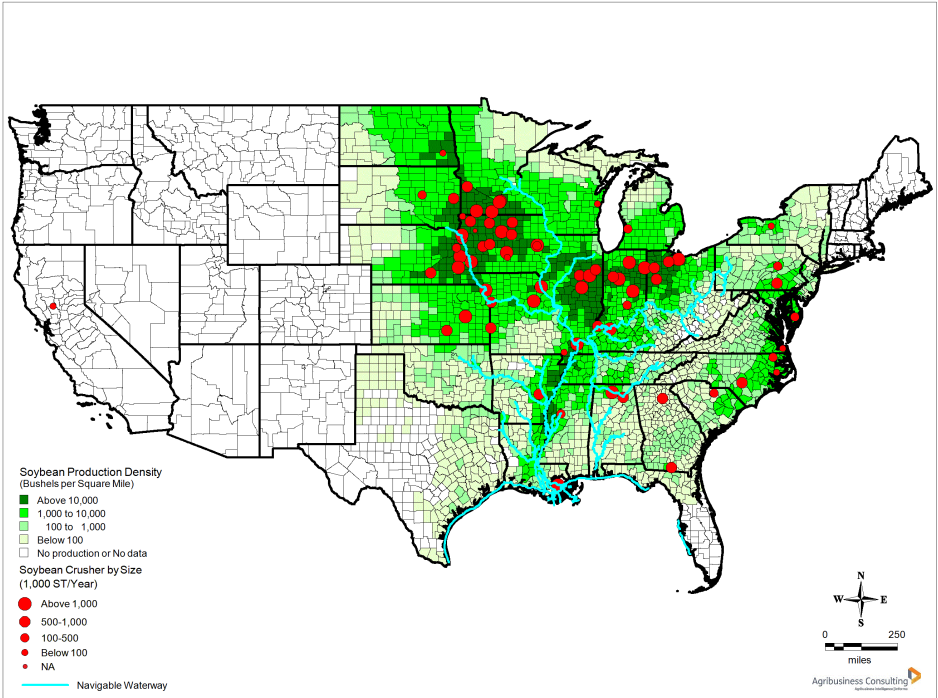 Soybean Production Density
(Bushels per Square Mile)
Above 10,000
1,000 to 10,000
100 to 1,000
Below 100
No production or No data
Soybean Crusher by Size
(1,000 ST/Year)
Above 1,000
500-1,000
100-500
Below 100
NA
Navigable Waterway
N
W E
S
0 250
miles
Agribusiness Consulting